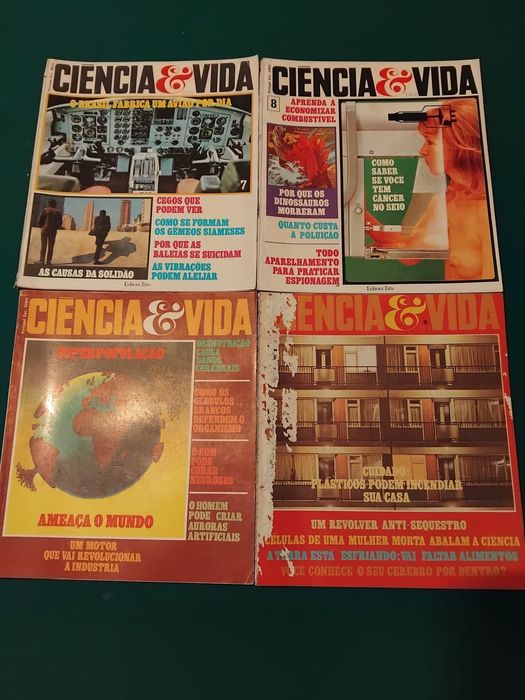 CIÊNCIA & VIDA
O BRASIL FABRICA UM AVIÃO POR DIA
7
CEGOS QUE
PODEM VER
COMO SE FORMAM
OS GÊMEOS SIAMESES
POR QUE AS
BALEIAS SE SUICIDAM
AS VIBRAÇÕES
PODEM ALEIJAR
AS CAUSAS DA SOLIDÃO
Editora Três
CIÊNCIA & VIDA
8
APRENDA A
ECONOMIZAR
COMBUSTÍVEL
POR QUE OS
DINOSSAUROS
MORRERAM
QUANTO CUSTA
A POLUIÇÃO
TODO
APARELHAMENTO
PARA PRATICAR
ESPIONAGEM
COMO
SABER
SE VOCE
TEM
CÂNCER
NO SEIO
Editora Três
CIÊNCIA & VIDA
SUPERPOPULAÇÃO
AMEAÇA O MUNDO
DESNUTRIÇÃO
CAUSA
DANOS
CEREBRAIS
COMO OS
GLÓBULOS
BRANCOS
DEFENDEM O
ORGANISMO
O SOM
PODE
CURAR
NEUROSES
O HOMEM
PODE CRIAR
AURORAS
ARTIFICIAIS
UM MOTOR
QUE VAI REVOLUCIONAR
A INDUSTRIA
CIÊNCIA & VIDA
CUIDADO:
PLÁSTICOS PODEM INCENDIAR
SUA CASA
UM REVOLVER ANTI-SEQUESTRO
CÉLULAS DE UMA MULHER MORTA ABALAM A CIÊNCIA
A TERRA ESTÁ ESFRIANDO: VAI FALTAR ALIMENTOS
VOCE CONHECE O SEU CEREBRO POR DENTRO?